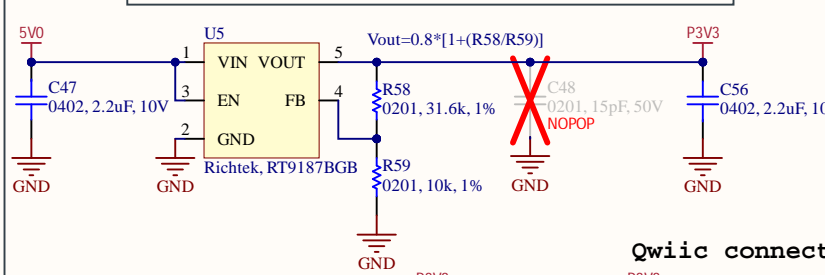 5V0
C47
0402, 2.2uF, 10V
GND
U5
1
VIN
VOUT
5
3
EN
FB
4
2
GND
Richtek, RT9187BGB
GND
Vout=0.8*[1+(R58/R59)]
R58
0201, 31.6k, 1%
R59
0201, 10k, 1%
GND
C48
0201, 15pF, 50V
NOPOP
GND
P3V3
C56
0402, 2.2uF,
GND
Qwiic